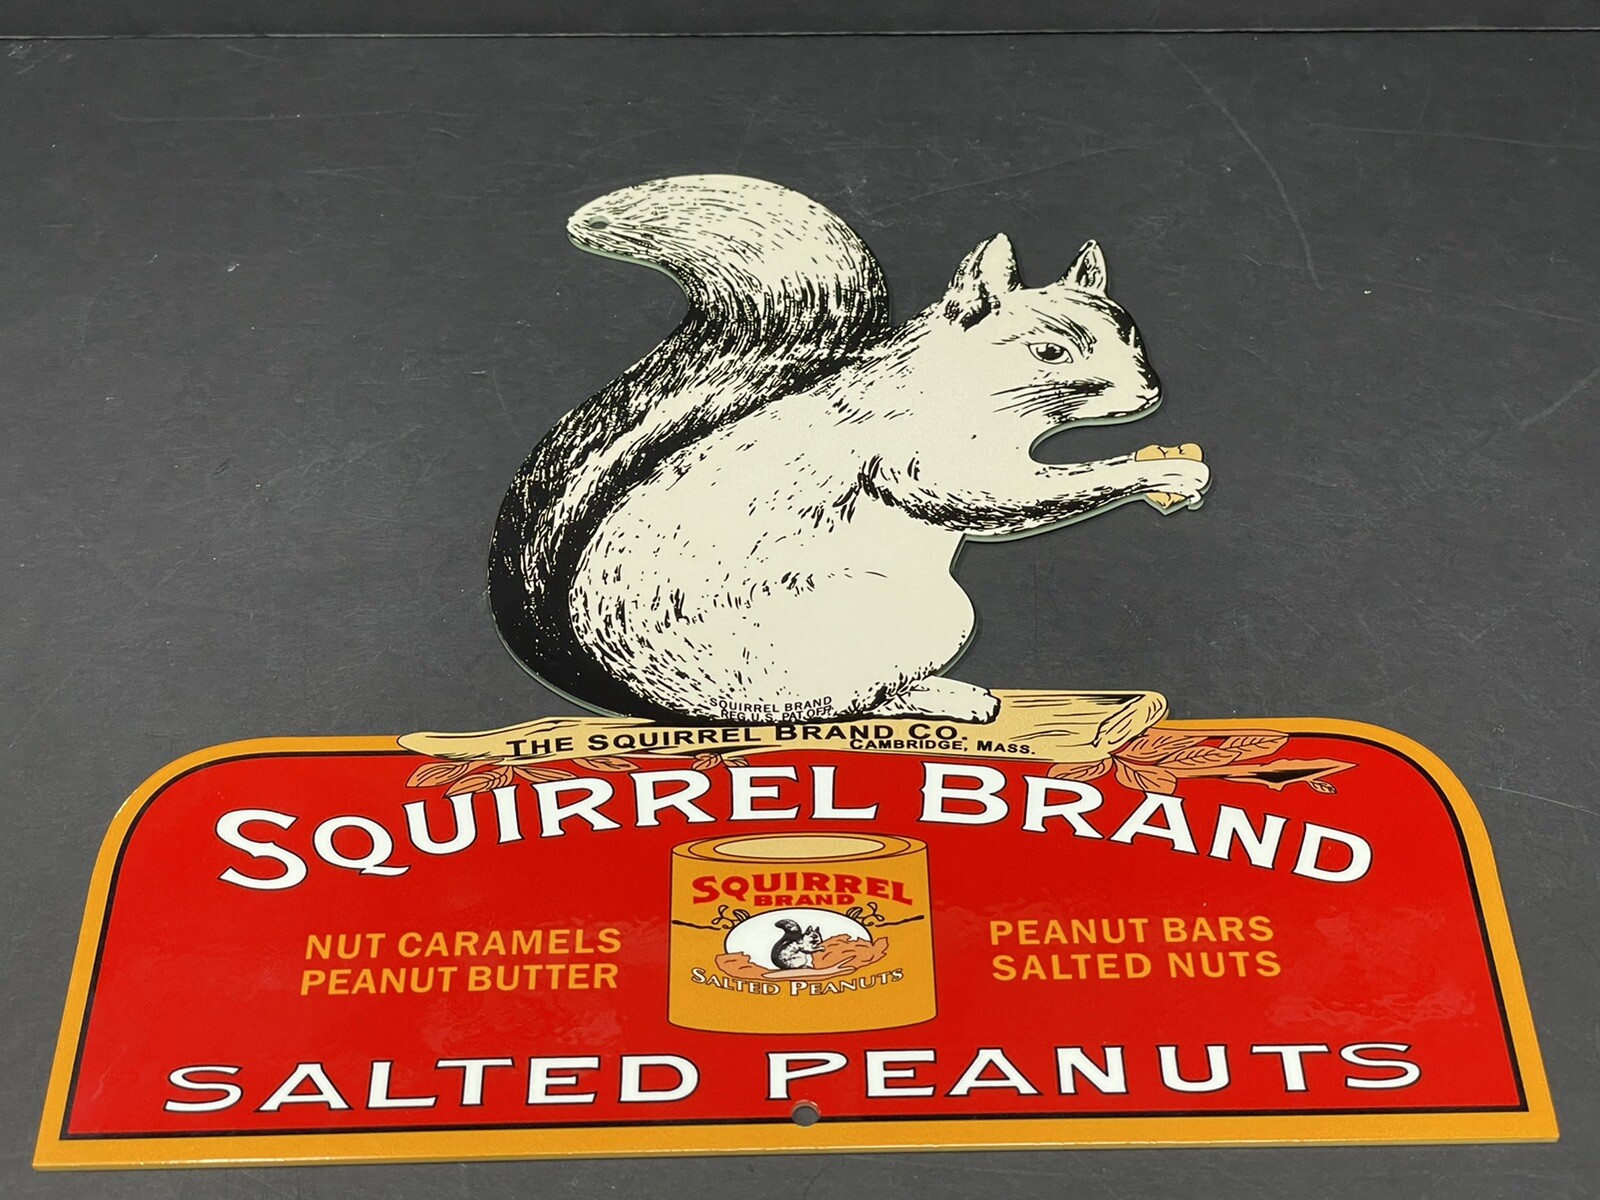 SQUIRREL BRAND
REG. U.S. PAT OFF.
THE SQUIRREL BRAND CO.
CAMBRIDGE, MASS.
SQUIRREL BRAND
NUT CARAMELS
PEANUT BUTTER
SQUIRREL
BRAND
SALTED PEANUTS
PEANUT BARS
SALTED NUTS
SALTED PEANUTS